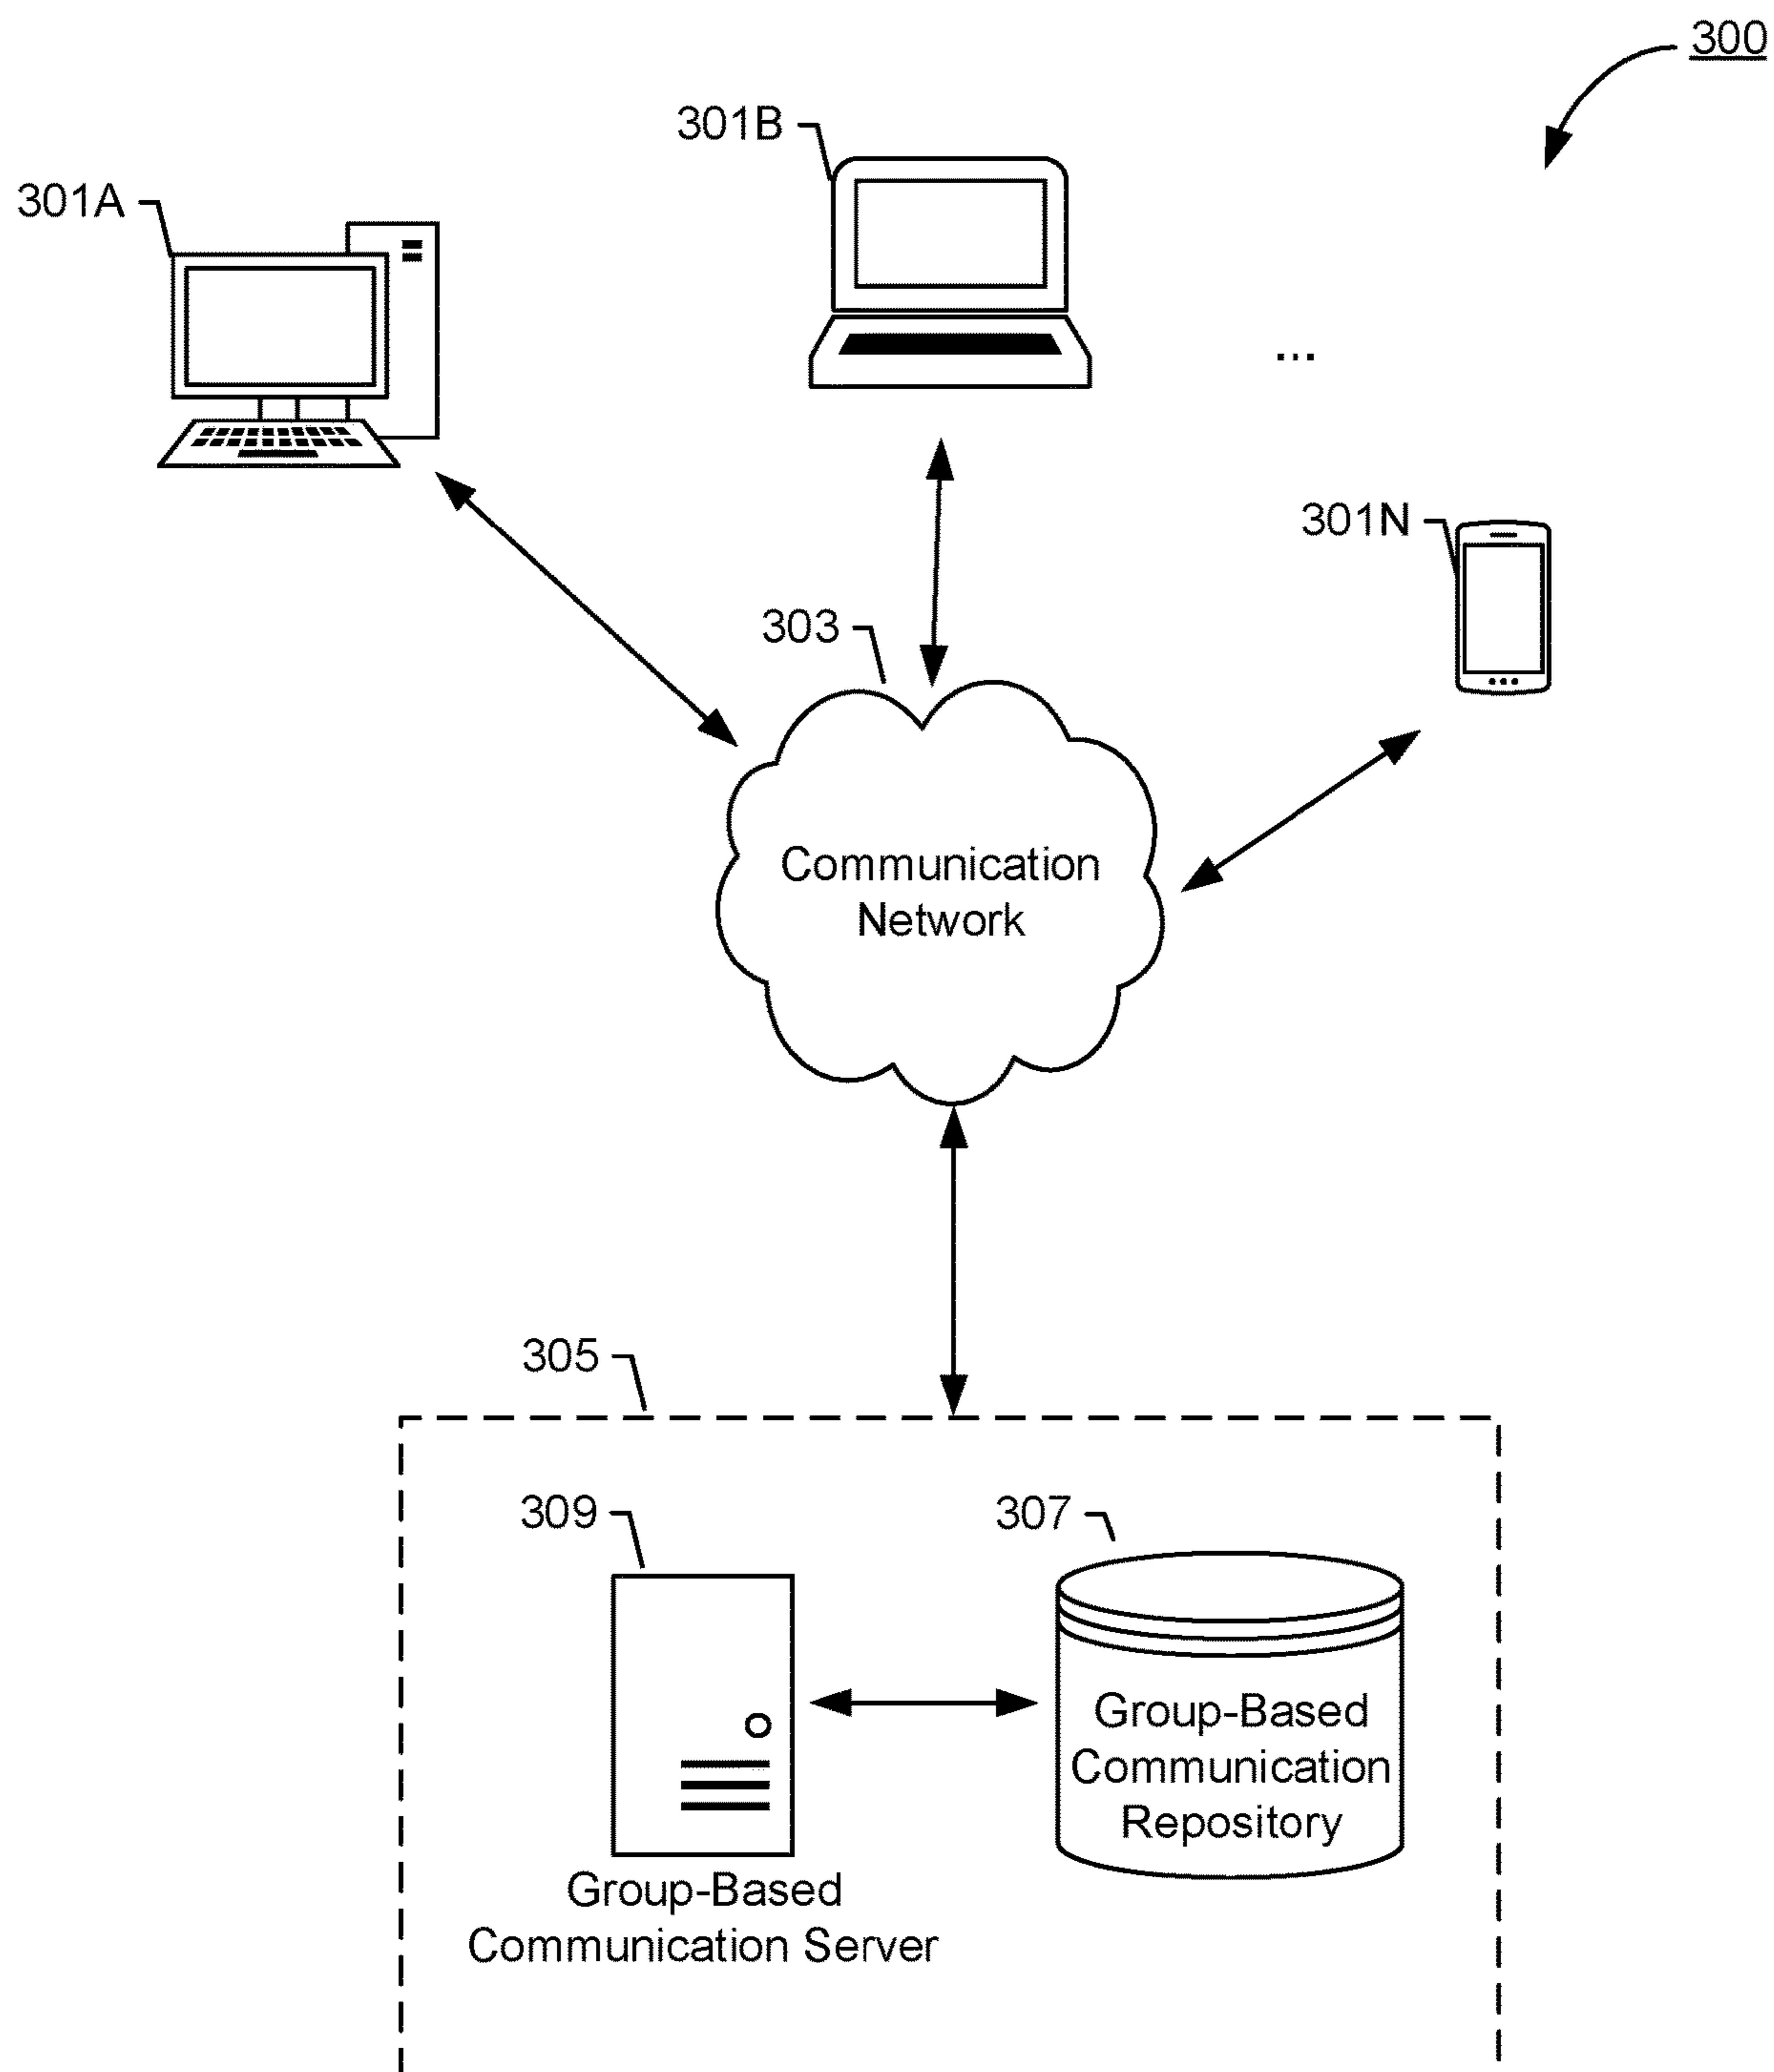 300
301B
301A
...
301N
303
Communication
Network
305
309
307
Group-Based
Communication
Repository
Group-Based
Communication Server